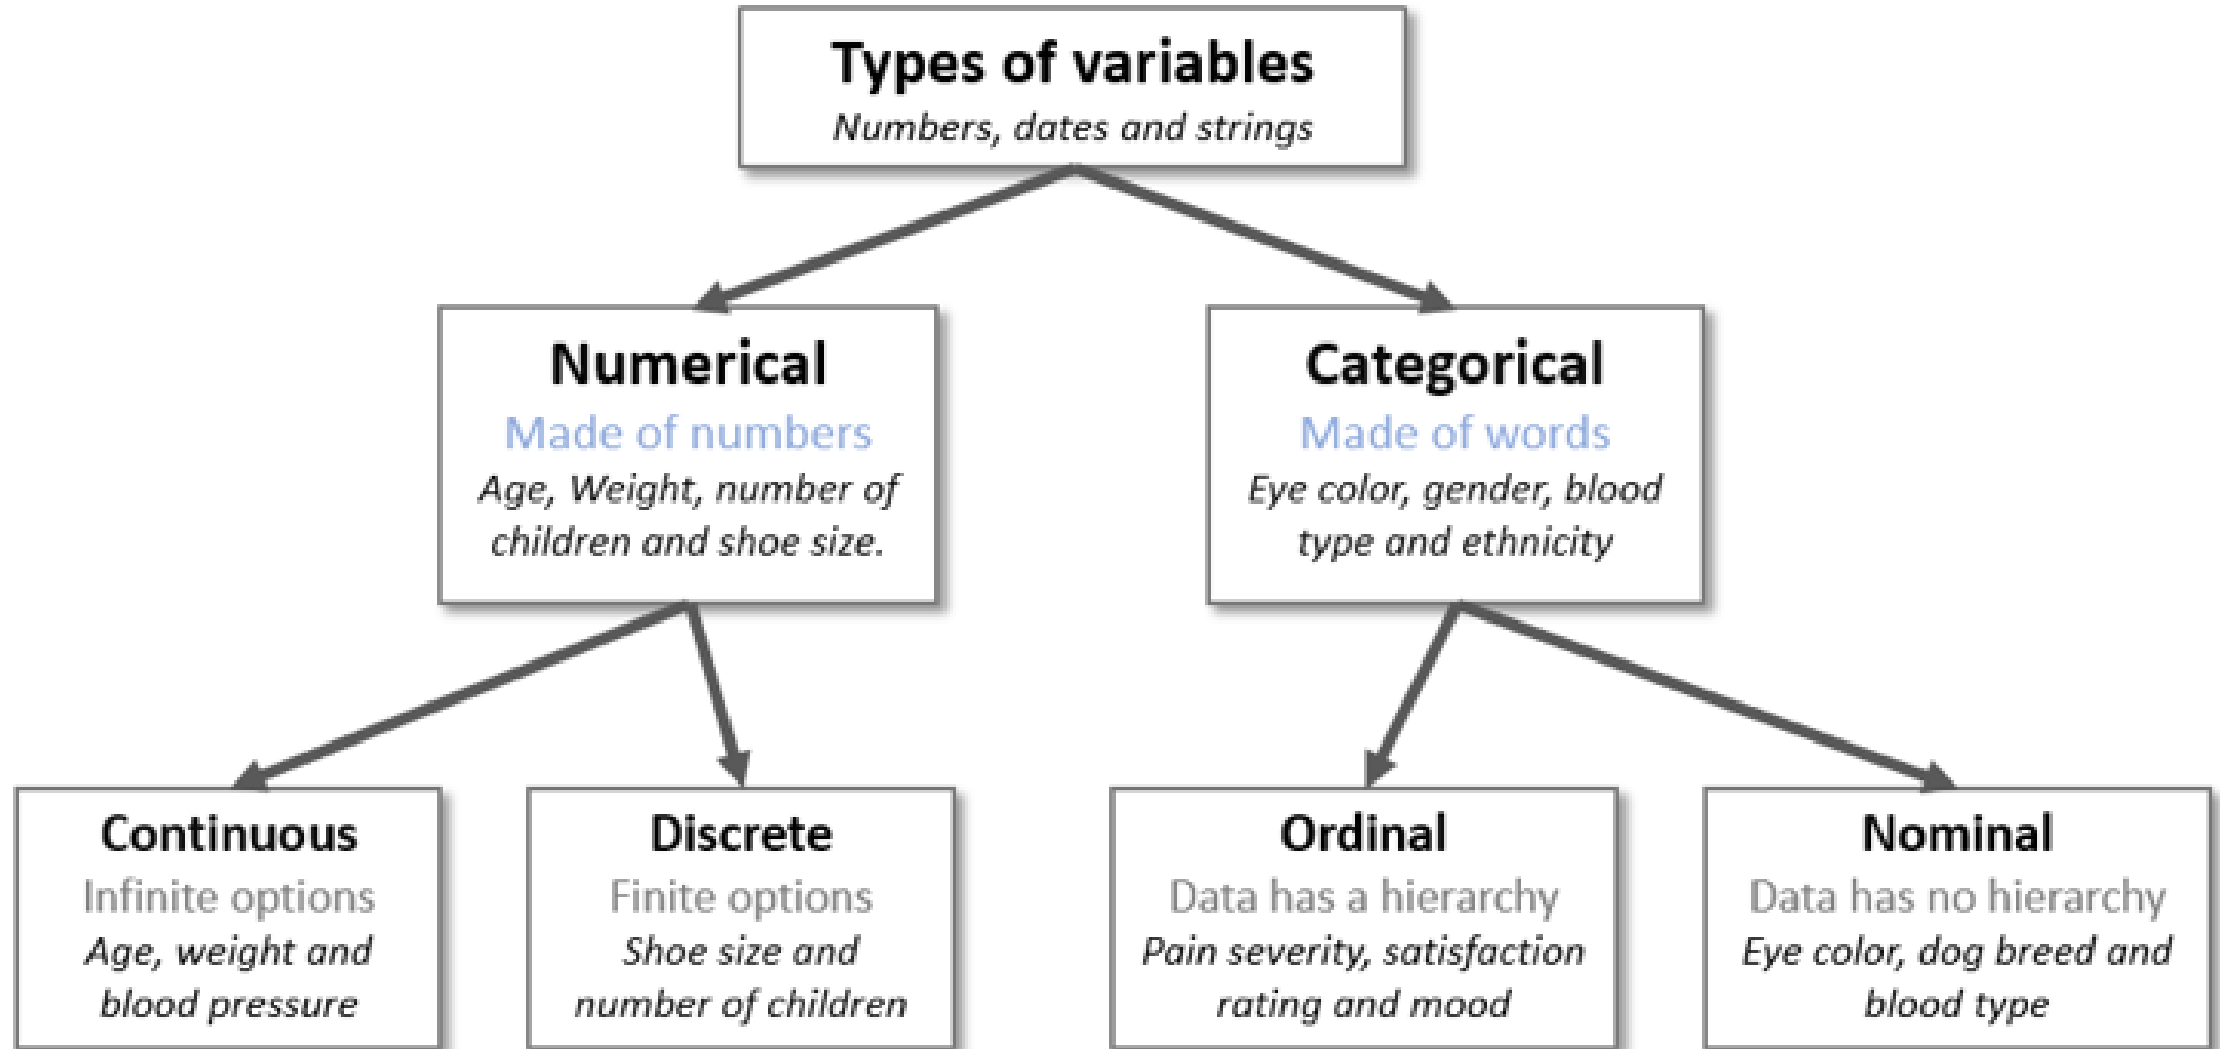 Types of variables
Numbers, dates and strings
Numerical
Made of numbers
Age, Weight, number of
children and shoe size.
Categorical
Made of words
Eye color, gender, blood
type and ethnicity
Continuous
Infinite options
Age, weight and
blood pressure
Discrete
Finite options
Shoe size and
number of children
Ordinal
Data has a hierarchy
Pain severity, satisfaction
rating and mood
Nominal
Data has no hierarchy
Eye color, dog breed and
blood type